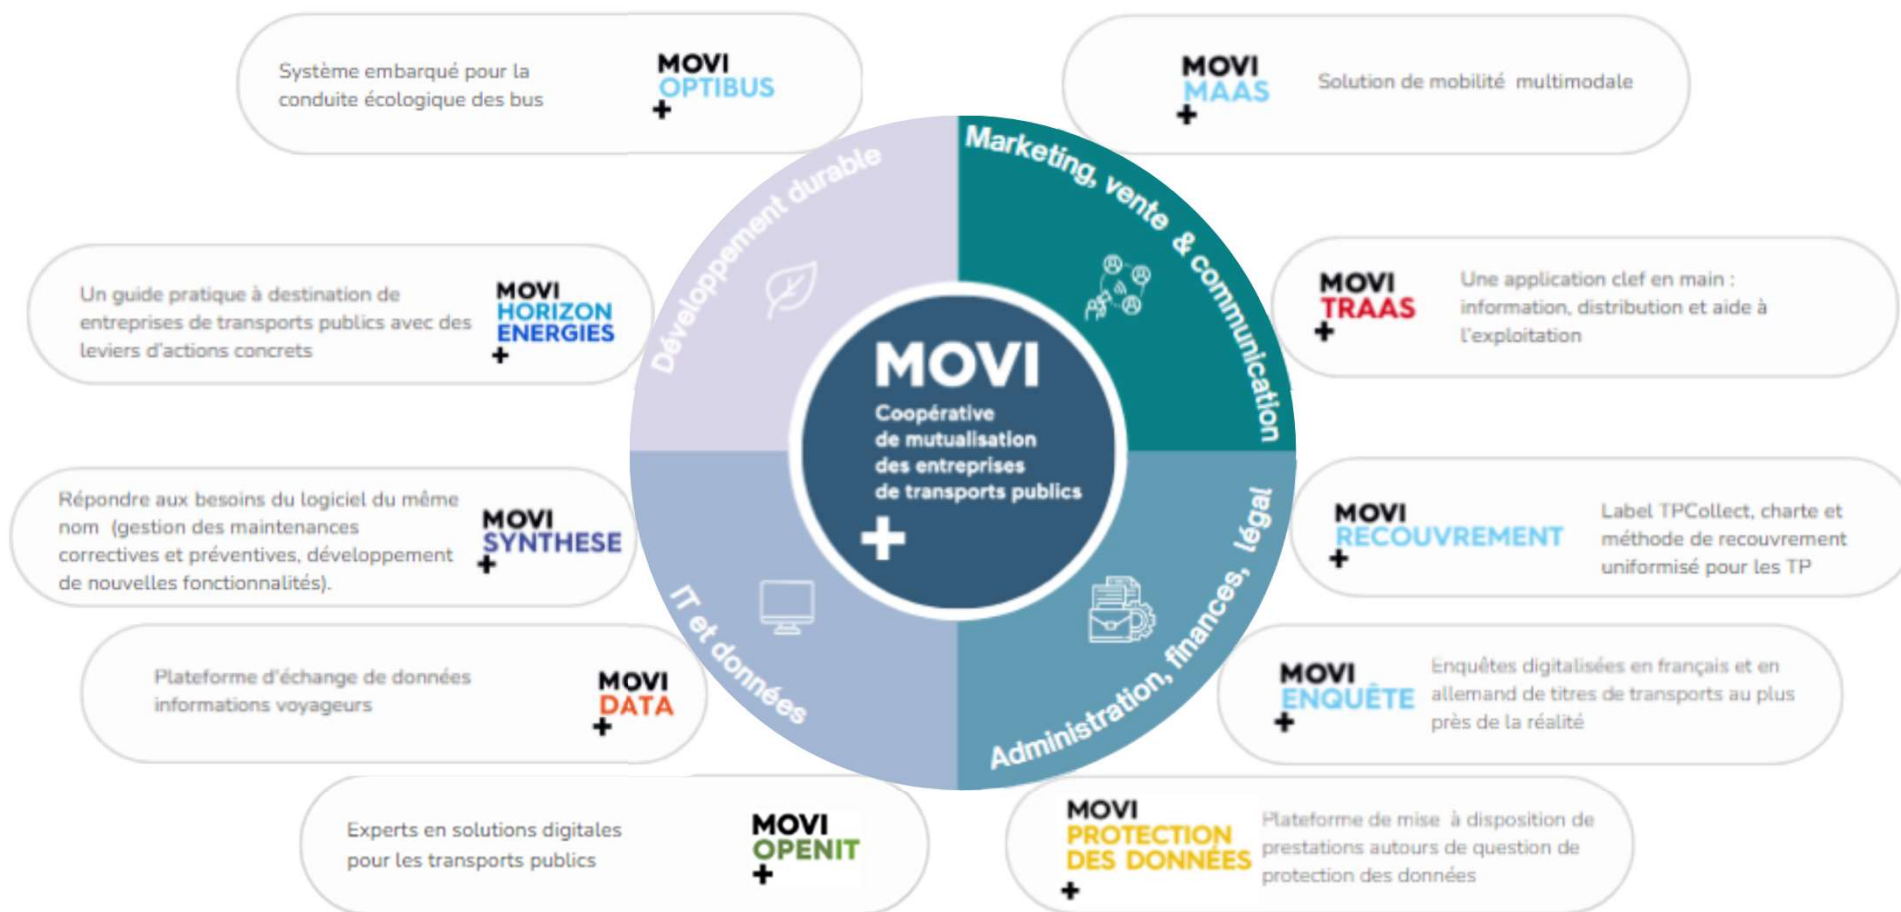 Système embarqué pour la
conduite écologique des bus
MOVI
OPTIBUS
+
MOVI
MAAS
+
Solution de mobilité multimodale
Développement durable
Marketing, vente & communication
Un guide pratique à destination de
entreprises de transports publics avec des
leviers d'actions concrets
MOVI
HORIZON
ENERGIES
+
MOVI
TRAAS
+
Une application clef en main :
information, distribution et aide à
l'exploitation
MOVI
Coopérative
de mutualisation
des entreprises
de transports publics
+
Répondre aux besoins du logiciel du même
nom (gestion des maintenances
correctives et préventives, développement
de nouvelles fonctionnalités).
MOVI
SYNTHESE
+
MOVI
RECOUVREMENT
+
Label TPCollect, charte et
méthode de recouvrement
uniformisé pour les TP
IT et données
Administration, finances, légal
Plateforme d'échange de données
informations voyageurs
MOVI
DATA
+
MOVI
ENQUÊTE
+
Enquêtes digitalisées en français et en
allemand de titres de transports au plus
près de la réalité
Experts en solutions digitales
pour les transports publics
MOVI
OPENIT
+
MOVI
PROTECTION
DES DONNÉES
+
Plateforme de mise à disposition de
prestations autours de question de
protection des données